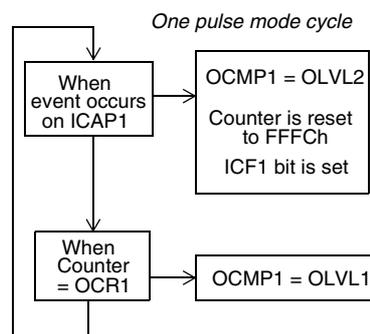 One pulse mode cycle
When
event occurs
on ICAP1
OCMP1 = OLVL2
Counter is reset
to FFFCh
ICF1 bit is set
When
Counter
= OCR1
OCMP1 = OLVL1